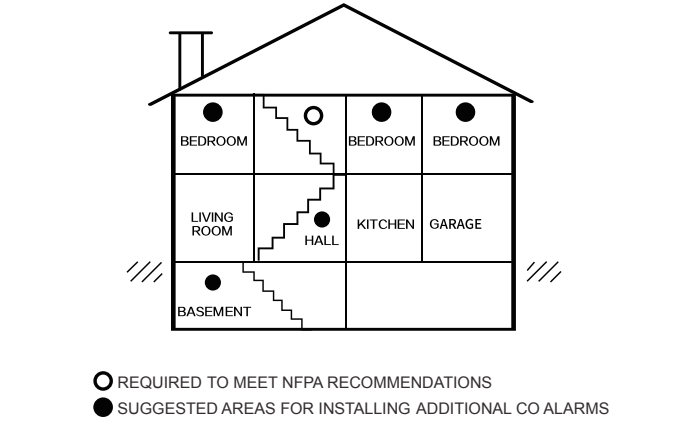 BEDROOM
BEDROOM
BEDROOM
LIVING
ROOM
HALL
KITCHEN
GARAGE
BASEMENT
REQUIRED TO MEET NFPA RECOMMENDATIONS
SUGGESTED AREAS FOR INSTALLING ADDITIONAL CO ALARMS